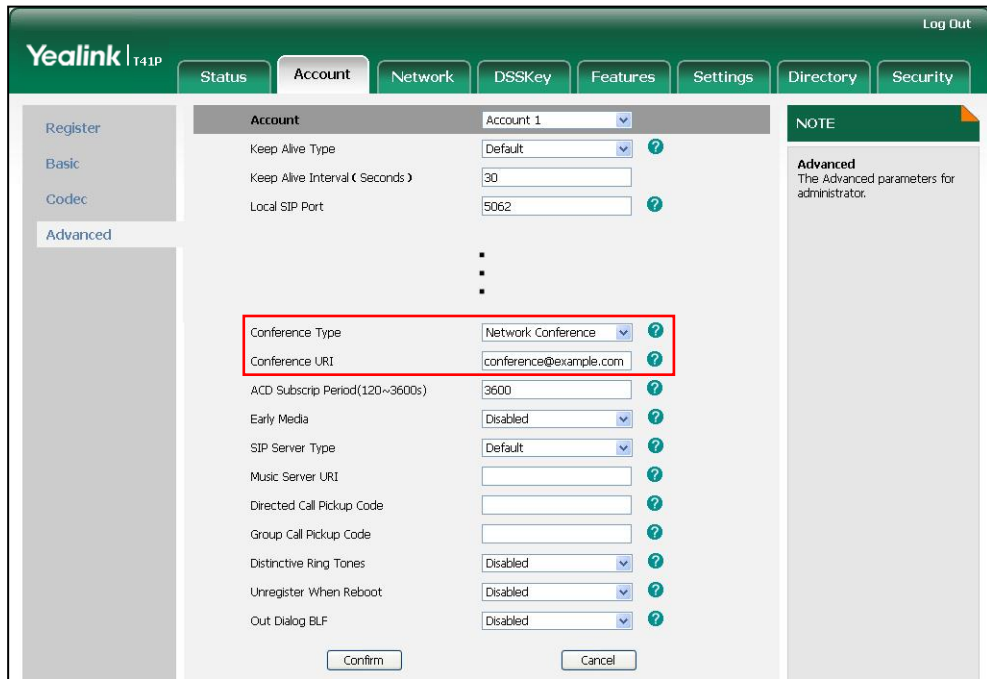 Log Out
Yealink T41P
Status Account Network DSSKey Features Settings Directory Security
Register
Basic
Codec
Advanced
Account Account 1
Keep Alive Type Default ?
Keep Alive Interval ( Seconds ) 30
Local SIP Port 5062 ?
Conference Type Network Conference ?
Conference URI conference@example.com ?
ACD Subscrip Period(120~3600s) 3600 ?
Early Media Disabled ?
SIP Server Type Default ?
Music Server URI ?
Directed Call Pickup Code ?
Group Call Pickup Code ?
Distinctive Ring Tones Disabled ?
Unregister When Reboot Disabled ?
Out Dialog BLF Disabled ?
Confirm Cancel
NOTE
Advanced
The Advanced parameters for
administrator.